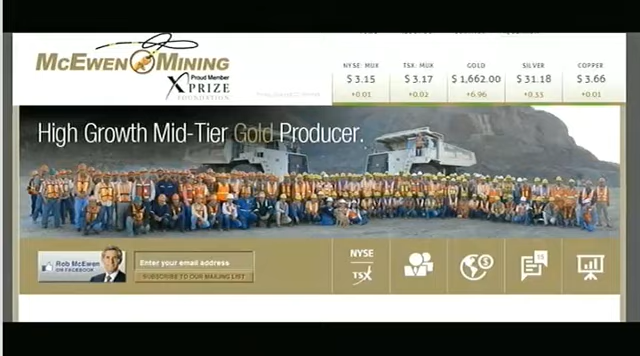 McEWEN MINING
Proud Member
XPRIZE
FOUNDATION
NYSE: MUX
$ 3.15
+0.01
TSX: MUX
$ 3.17
+0.02
GOLD
$ 1,662.00
+6.96
SILVER
$ 31.18
+0.33
COPPER
$ 3.66
+0.01
High Growth Mid-Tier Gold Producer.
Rob McEwen
ON FACEBOOK
Enter your email address
SUBSCRIBE TO OUR MAILING LIST
NYSE
TSX
$
15